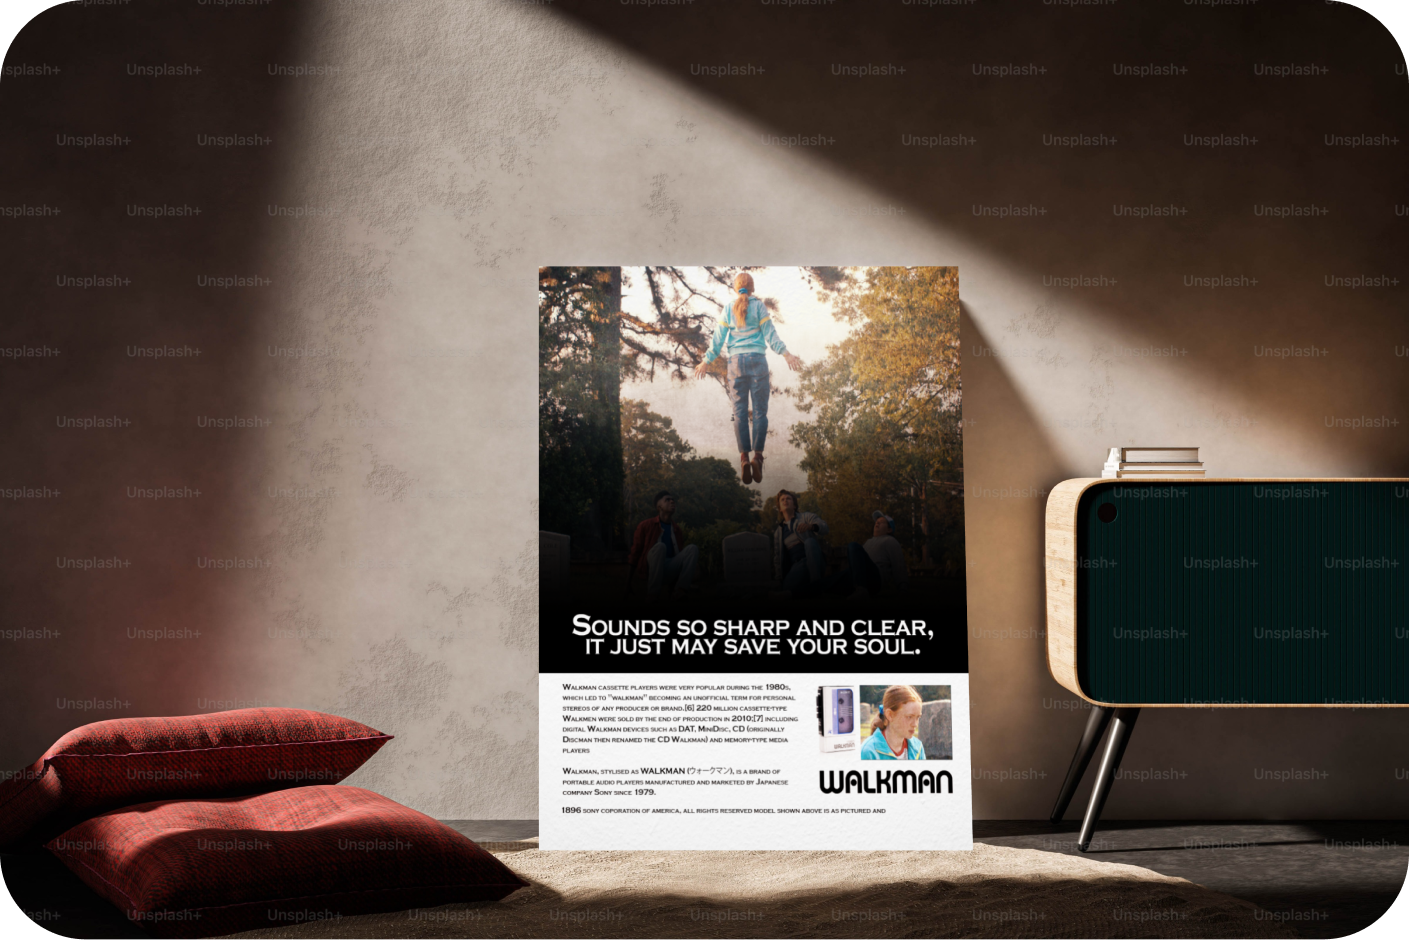 Sounds so sharp and clear,
it just may save your soul.
Walkman cassette players were very popular during the 1980s,
which led to "walkman" becoming an unofficial term for personal
stereos of any producer or brand.[6] 220 million cassette-type
Walkmen were sold by the end of production in 2010;[7] including
digital Walkman devices such as DAT, MiniDisc, CD (originally
Discman then renamed the CD Walkman) and memory-type media
players
Walkman, stylised as WALKMAN (ウォークマン), is a brand of
portable audio players manufactured and marketed by Japanese
company Sony since 1979.
WALKMAN
1896 sony coporation of america, all rights reserved model shown above is as pictured and
Unsplash+